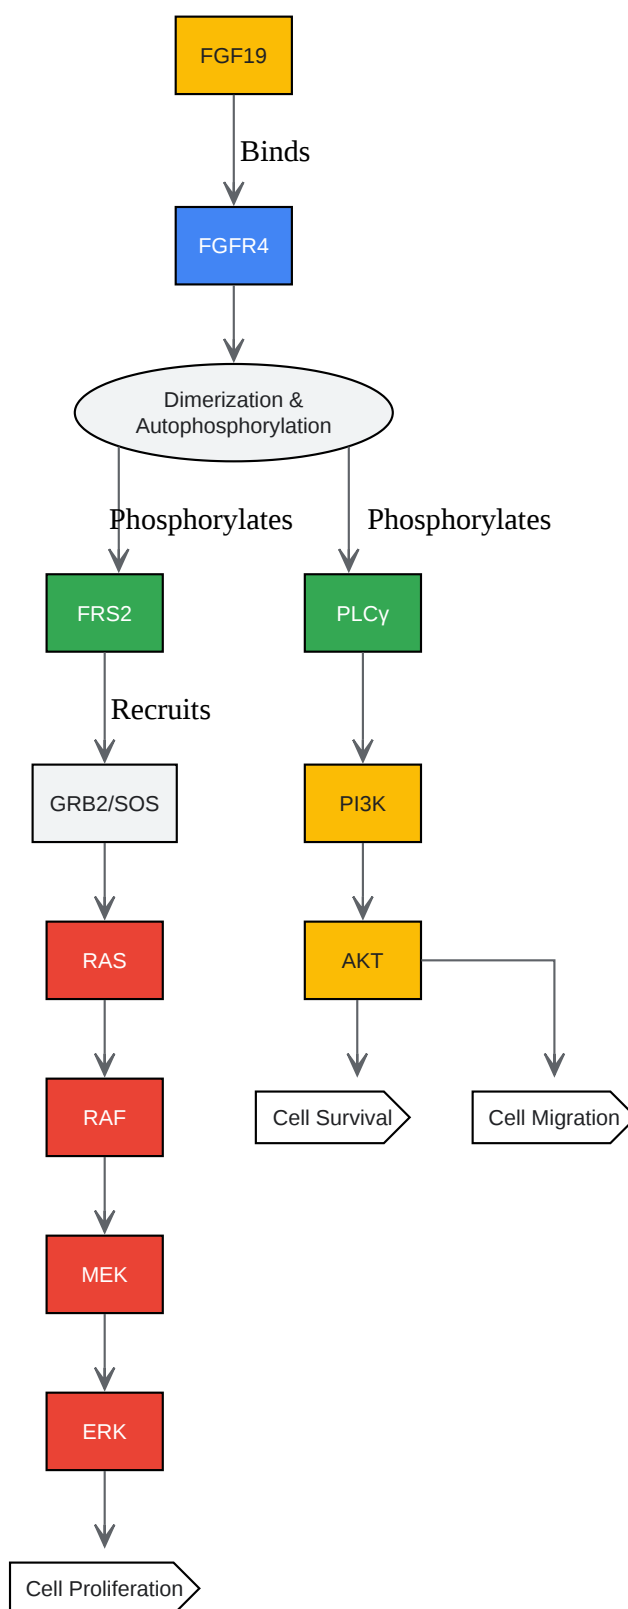 FGF19
Binds
FGFR4
Dimerization &
Autophosphorylation
Phosphorylates
Phosphorylates
FRS2
PLCγ
Recruits
GRB2/SOS
PI3K
RAS
AKT
RAF
Cell Survival
Cell Migration
MEK
ERK
Cell Proliferation